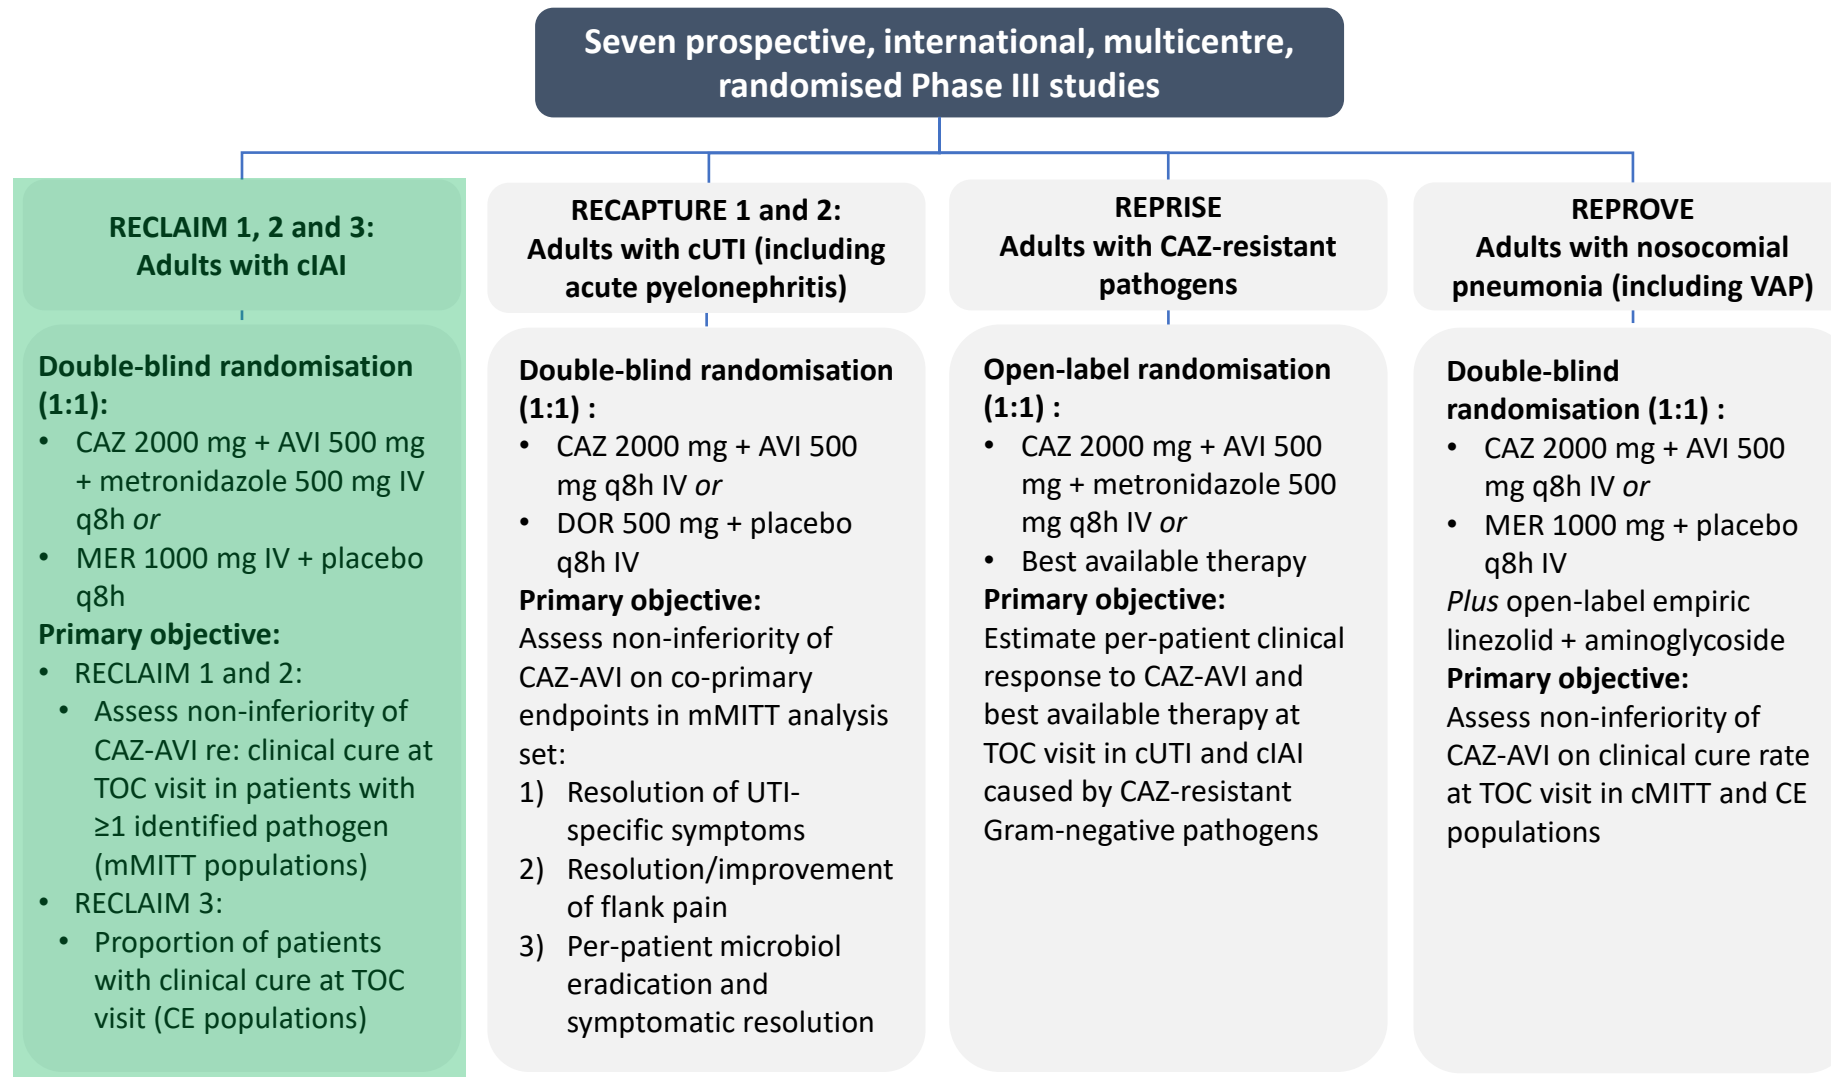 Seven prospective, international, multicentre,
randomised Phase III studies
RECLAIM 1, 2 and 3:
Adults with cIAI
Double-blind randomisation
(1:1):
• CAZ 2000 mg + AVI 500 mg
+ metronidazole 500 mg IV
q8h or
• MER 1000 mg IV + placebo
q8h
Primary objective:
• RECLAIM 1 and 2:
• Assess non-inferiority of
CAZ-AVI re: clinical cure at
TOC visit in patients with
≥1 identified pathogen
(mMITT populations)
• RECLAIM 3:
• Proportion of patients
with clinical cure at TOC
visit (CE populations)
RECAPTURE 1 and 2:
Adults with cUTI (including
acute pyelonephritis)
Double-blind randomisation
(1:1) :
• CAZ 2000 mg + AVI 500
mg q8h IV or
• DOR 500 mg + placebo
q8h IV
Primary objective:
Assess non-inferiority of
CAZ-AVI on co-primary
endpoints in mMITT analysis
set:
1) Resolution of UTI-
specific symptoms
2) Resolution/improvement
of flank pain
3) Per-patient microbiol
eradication and
symptomatic resolution
REPRISE
Adults with CAZ-resistant
pathogens
Open-label randomisation
(1:1) :
• CAZ 2000 mg + AVI 500
mg + metronidazole 500
mg q8h IV or
• Best available therapy
Primary objective:
Estimate per-patient clinical
response to CAZ-AVI and
best available therapy at
TOC visit in cUTI and cIAI
caused by CAZ-resistant
Gram-negative pathogens
REPROVE
Adults with nosocomial
pneumonia (including VAP)
Double-blind
randomisation (1:1) :
• CAZ 2000 mg + AVI 500
mg q8h IV or
• MER 1000 mg + placebo
q8h IV
Plus open-label empiric
linezolid + aminoglycoside
Primary objective:
Assess non-inferiority of
CAZ-AVI on clinical cure rate
at TOC visit in cMITT and CE
populations